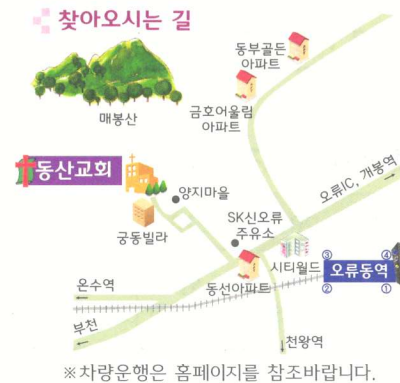 찾아오시는 길
동부골든
아파트
매봉산
금호어울림
아파트
동산교회
양지마을
오류IC, 개봉역
궁동빌라
SK신오류
주유소
③ ④
시티월드
오류동역
② ①
온수역
동선아파트
부천
천왕역
※차량운행은 홈페이지를 참조바랍니다.